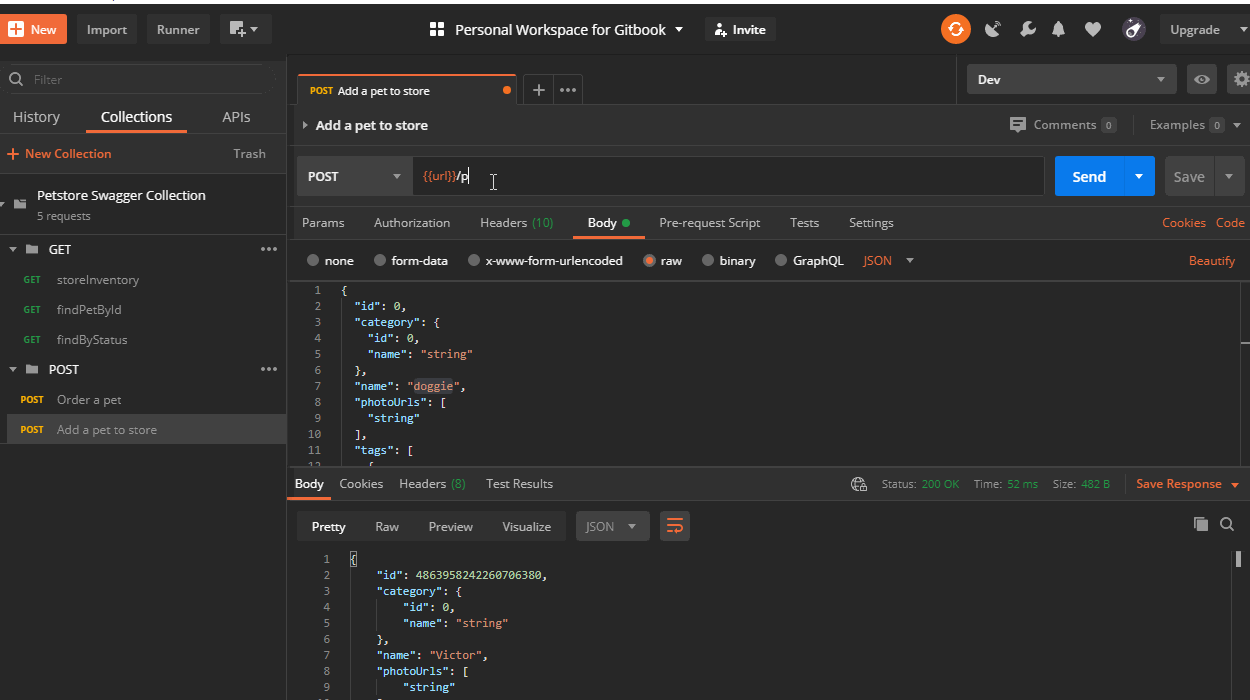 New Import Runner Personal Workspace for Gitbook Invite Upgrade
Filter
POST Add a pet to store
Dev
History Collections APIs
Add a pet to store Comments 0 Examples 0
New Collection Trash
POST {{url}}/p Send Save
Petstore Swagger Collection
5 requests
Params Authorization Headers (10) Body Pre-request Script Tests Settings Cookies Code
GET
none form-data x-www-form-urlencoded raw binary GraphQL JSON Beautify
GET storeInventory
GET findPetById
GET findByStatus
POST
POST Order a pet
POST Add a pet to store
1 {
2 "id": 0,
3 "category": {
4 "id": 0,
5 "name": "string"
6 },
7 "name": "doggie",
8 "photoUrls": [
9 "string"
10 ],
11 "tags": [
12 {
Body Cookies Headers (8) Test Results Status: 200 OK Time: 52 ms Size: 482 B Save Response
Pretty Raw Preview Visualize JSON
1 {
2 "id": 4863958242260706380,
3 "category": {
4 "id": 0,
5 "name": "string"
6 },
7 "name": "Victor",
8 "photoUrls": [
9 "string"